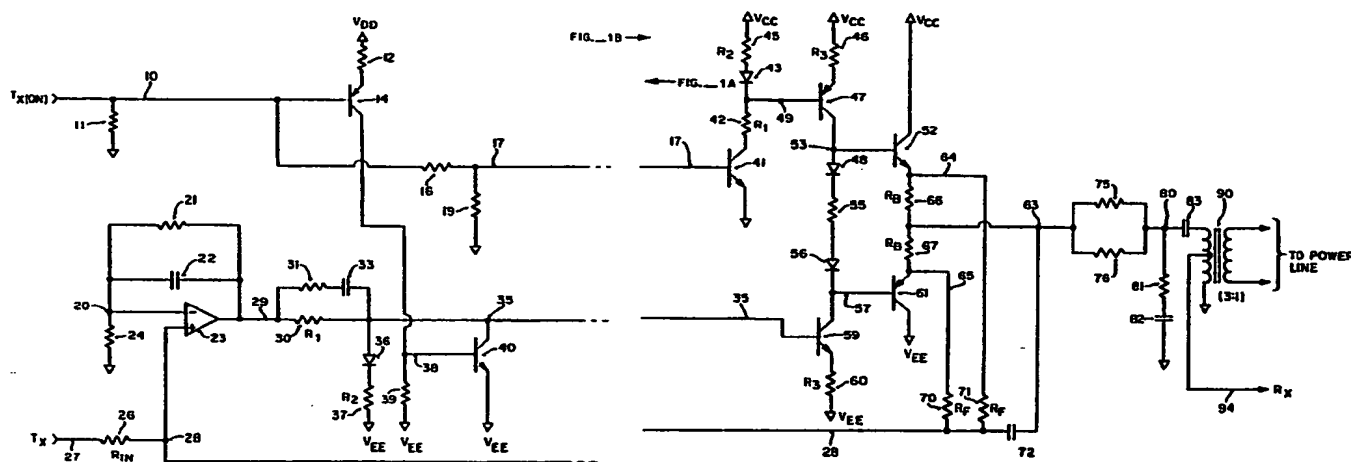 VDD
12
TX(ON)
10
14
11
16
17
19
21
22
20
23
24
29
31
33
30
R1
35
36
R2
37
38
39
40
VEE
VEE
VEE
TX
26
27
RIN
28
FIG._1B
FIG._1A
VCC
45
R2
43
42
R1
49
17
41
VCC
R3
46
47
53
48
55
56
57
35
59
R3
60
VEE
VCC
52
64
RB
66
RB
67
61
65
VEE
63
70
RF
71
RF
28
72
75
76
80
83
90
81
82
(3:1)
TO POWER
LINE
RX
94